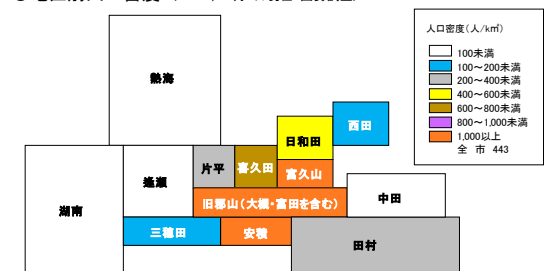 人口密度（人/k㎡）
100未満
100～200未満
200～400未満
400～600未満
600～800未満
800～1,000未満
1,000以上
全 市 443
熱海
西田
日和田
片平
喜久田
富久山
逢瀬
湖南
旧郡山（大槻・富田を含む）
中田
三穂田
安積
田村